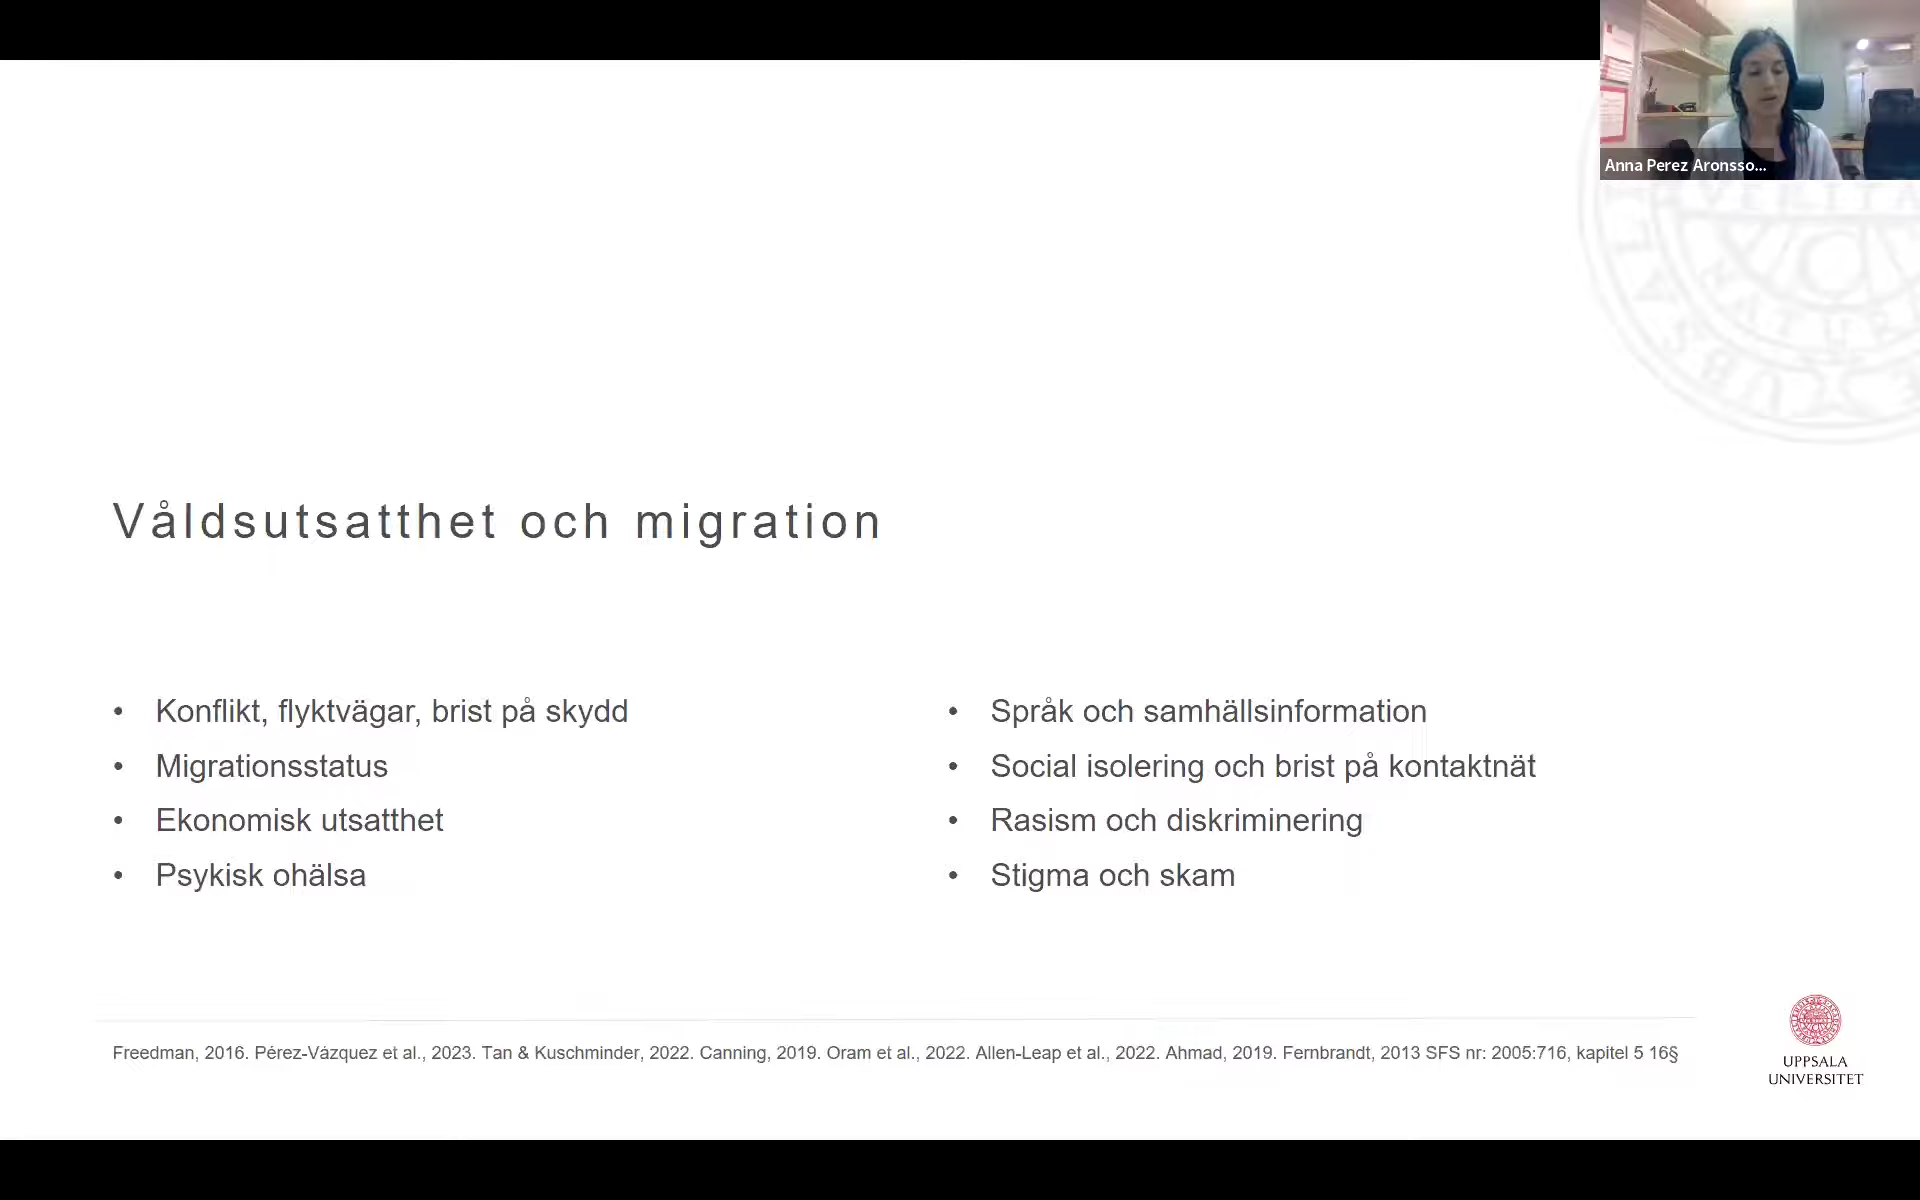 Anna Perez Aronsso...
Våldsutsatthet och migration
• Konflikt, flyktvägar, brist på skydd
• Migrationsstatus
• Ekonomisk utsatthet
• Psykisk ohälsa
• Språk och samhällsinformation
• Social isolering och brist på kontaktnät
• Rasism och diskriminering
• Stigma och skam
Freedman, 2016. Pérez-Vázquez et al., 2023. Tan & Kuschminder, 2022. Canning, 2019. Oram et al., 2022. Allen-Leap et al., 2022. Ahmad, 2019. Fernbrandt, 2013 SFS nr: 2005:716, kapitel 5 16§
UPPSALA
UNIVERSITET